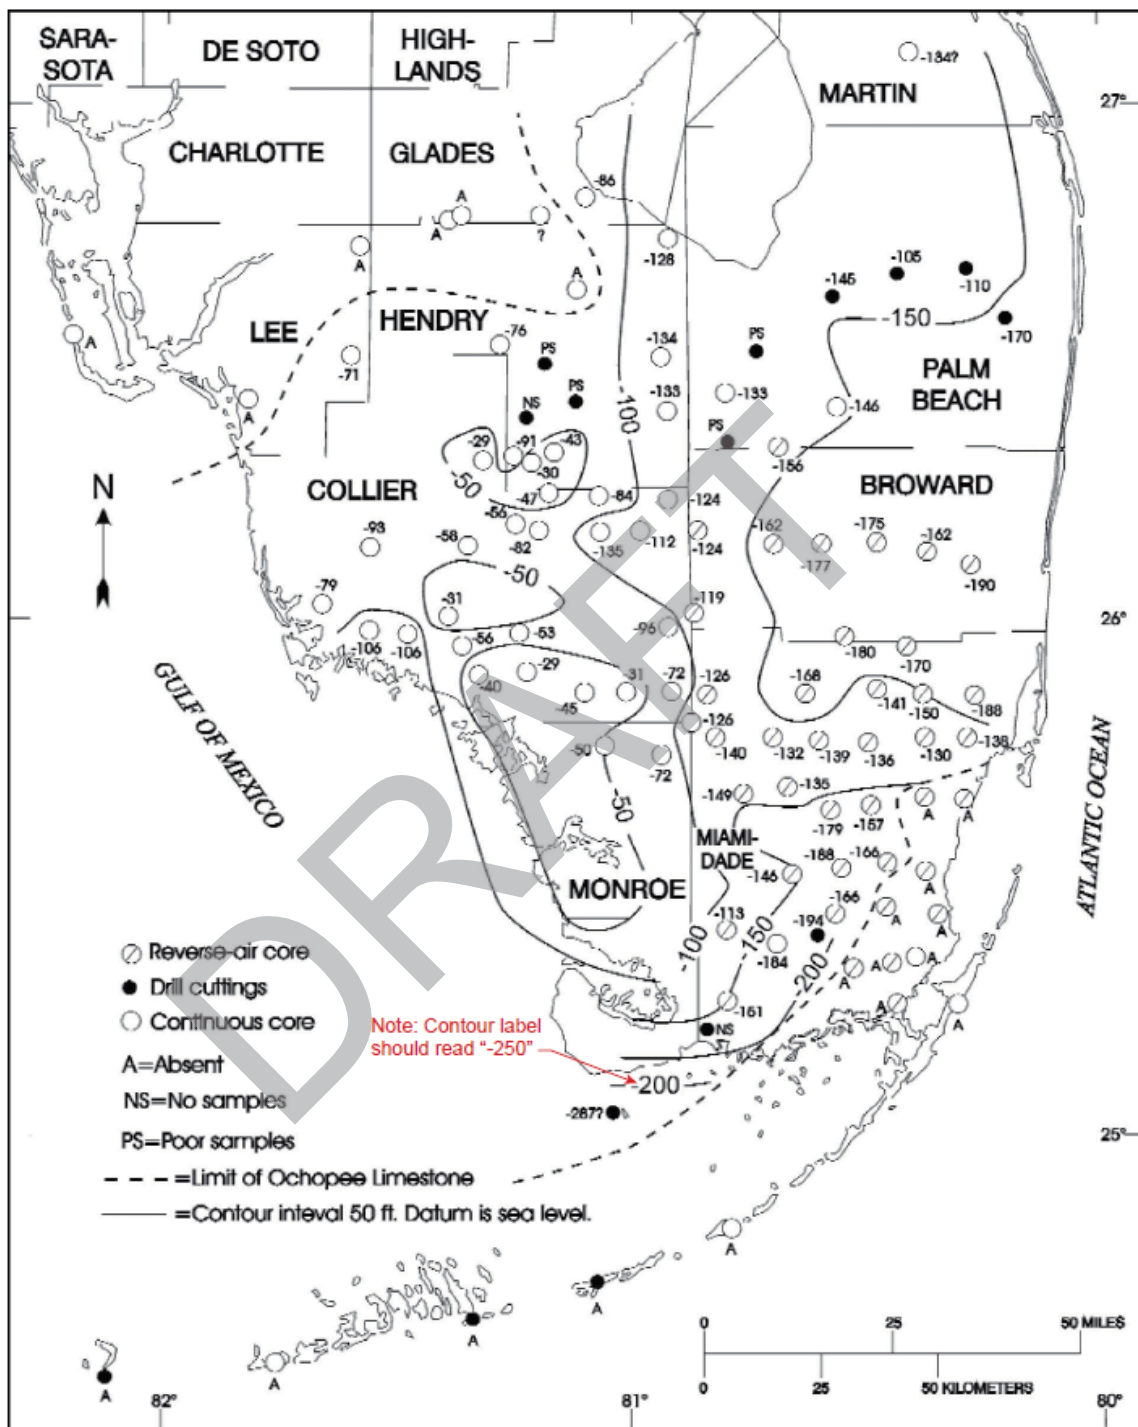 SARA-
SOTA
DE SOTO
HIGH-
LANDS
-134?
MARTIN
27°
CHARLOTTE
GLADES
-86
A
A
?
-128
A
A
-105
-110
-145
-150
-170
HENDRY
LEE
A
-76
PS
-134
PS
-71
PALM
BEACH
PS
-133
-133
-146
-100
A
NS
PS
-29
-91
-43
-30
-156
-50
N
COLLIER
BROWARD
-47
-84
-124
-56
-93
-58
-82
-135
-112
-124
-162
-177
-175
-162
-190
-50
-79
-31
-119
-96
26°
-106
-106
-56
-53
-180
-170
-29
-40
-45
-31
-72
-126
-168
-141
-150
-188
GULF OF MEXICO
-126
-50
-72
-140
-132
-139
-136
-130
-138
ATLANTIC OCEAN
-50
-149
-135
-179
-157
A
A
MIAMI-
DADE
-146
-188
-166
A
MONROE
-113
-166
-194
A
A
-100
150
-184
200
A
A
A
Reverse-air core
Drill cuttings
Continuous core
-161
A
A
NS
Note: Contour label
should read “-250”
-200
A=Absent
NS=No samples
PS=Poor samples
-287?
25°
=Limit of Ochopee Limestone
=Contour inteval 50 ft. Datum is sea level.
A
A
A
A
A
0
25
50 MILES
0
25
50 KILOMETERS
82°
81°
80°
DRAFT